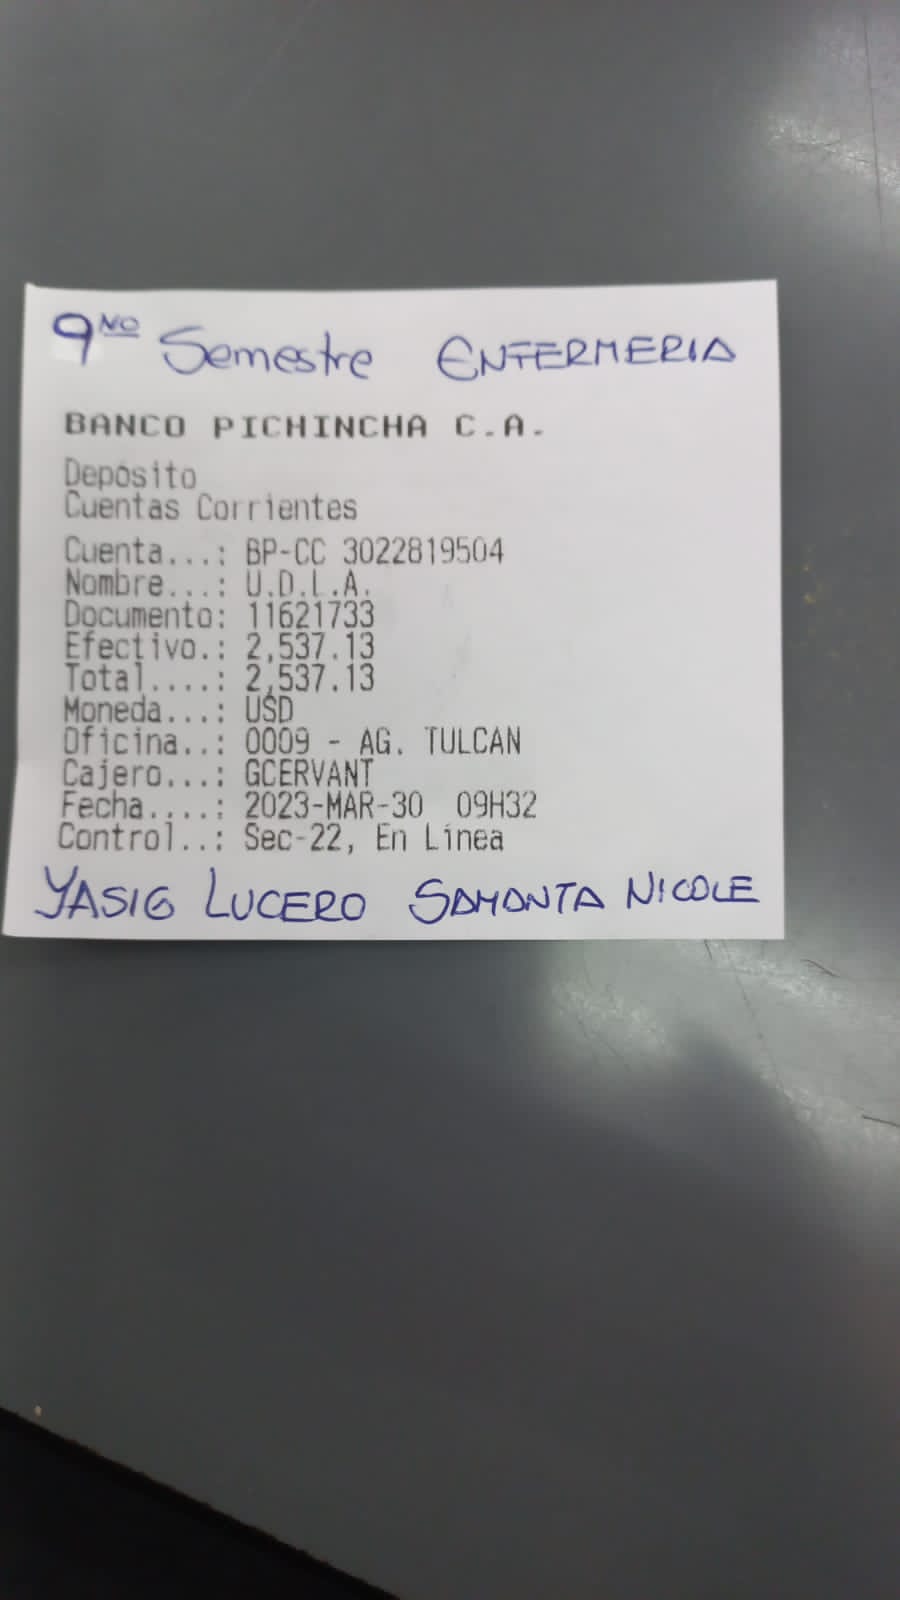 9no Semestre ENFERMERIA
BANCO PICHINCHA C.A.
Depósito
Cuentas Corrientes
Cuenta...: BP-CC 3022819504
Nombre...: U.D.L.A.
Documento: 11621733
Efectivo.: 2,537.13
Total....: 2,537.13
Moneda...: USD
Oficina..: 0009 - AG. TULCAN
Cajero...: GCERVANT
Fecha....: 2023-MAR-30 09H32
Control..: Sec-22, En Línea
YASIG LUCERO SAMANTA NICOLE